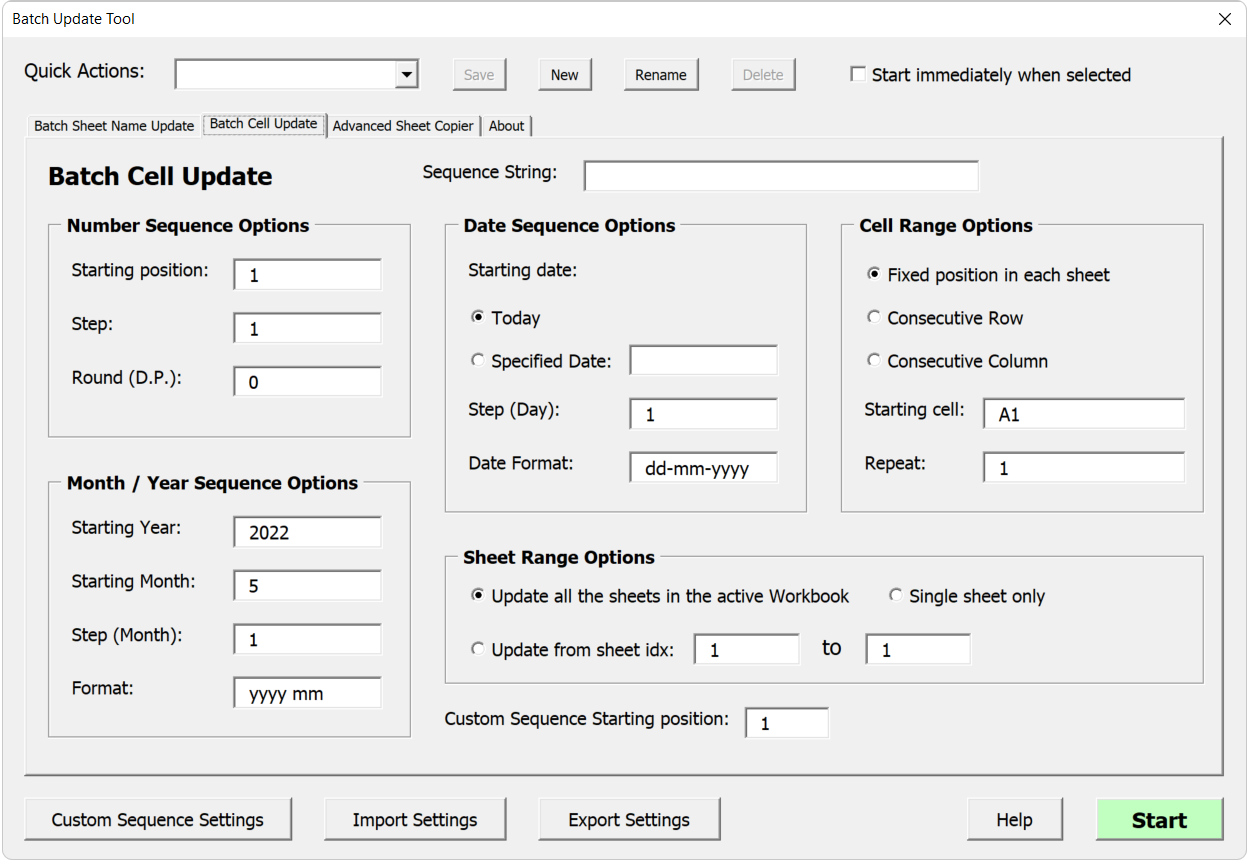 Batch Update Tool
Quick Actions: Save New Rename Delete Start immediately when selected
Batch Sheet Name Update Batch Cell Update Advanced Sheet Copier About
Batch Cell Update
Sequence String:
Number Sequence Options
Starting position: 1
Step: 1
Round (D.P.): 0
Month / Year Sequence Options
Starting Year: 2022
Starting Month: 5
Step (Month): 1
Format: yyyy mm
Date Sequence Options
Starting date:
Today
Specified Date:
Step (Day): 1
Date Format: dd-mm-yyyy
Cell Range Options
Fixed position in each sheet
Consecutive Row
Consecutive Column
Starting cell: A1
Repeat: 1
Sheet Range Options
Update all the sheets in the active Workbook Single sheet only
Update from sheet idx: 1 to 1
Custom Sequence Starting position: 1
Custom Sequence Settings Import Settings Export Settings Help Start